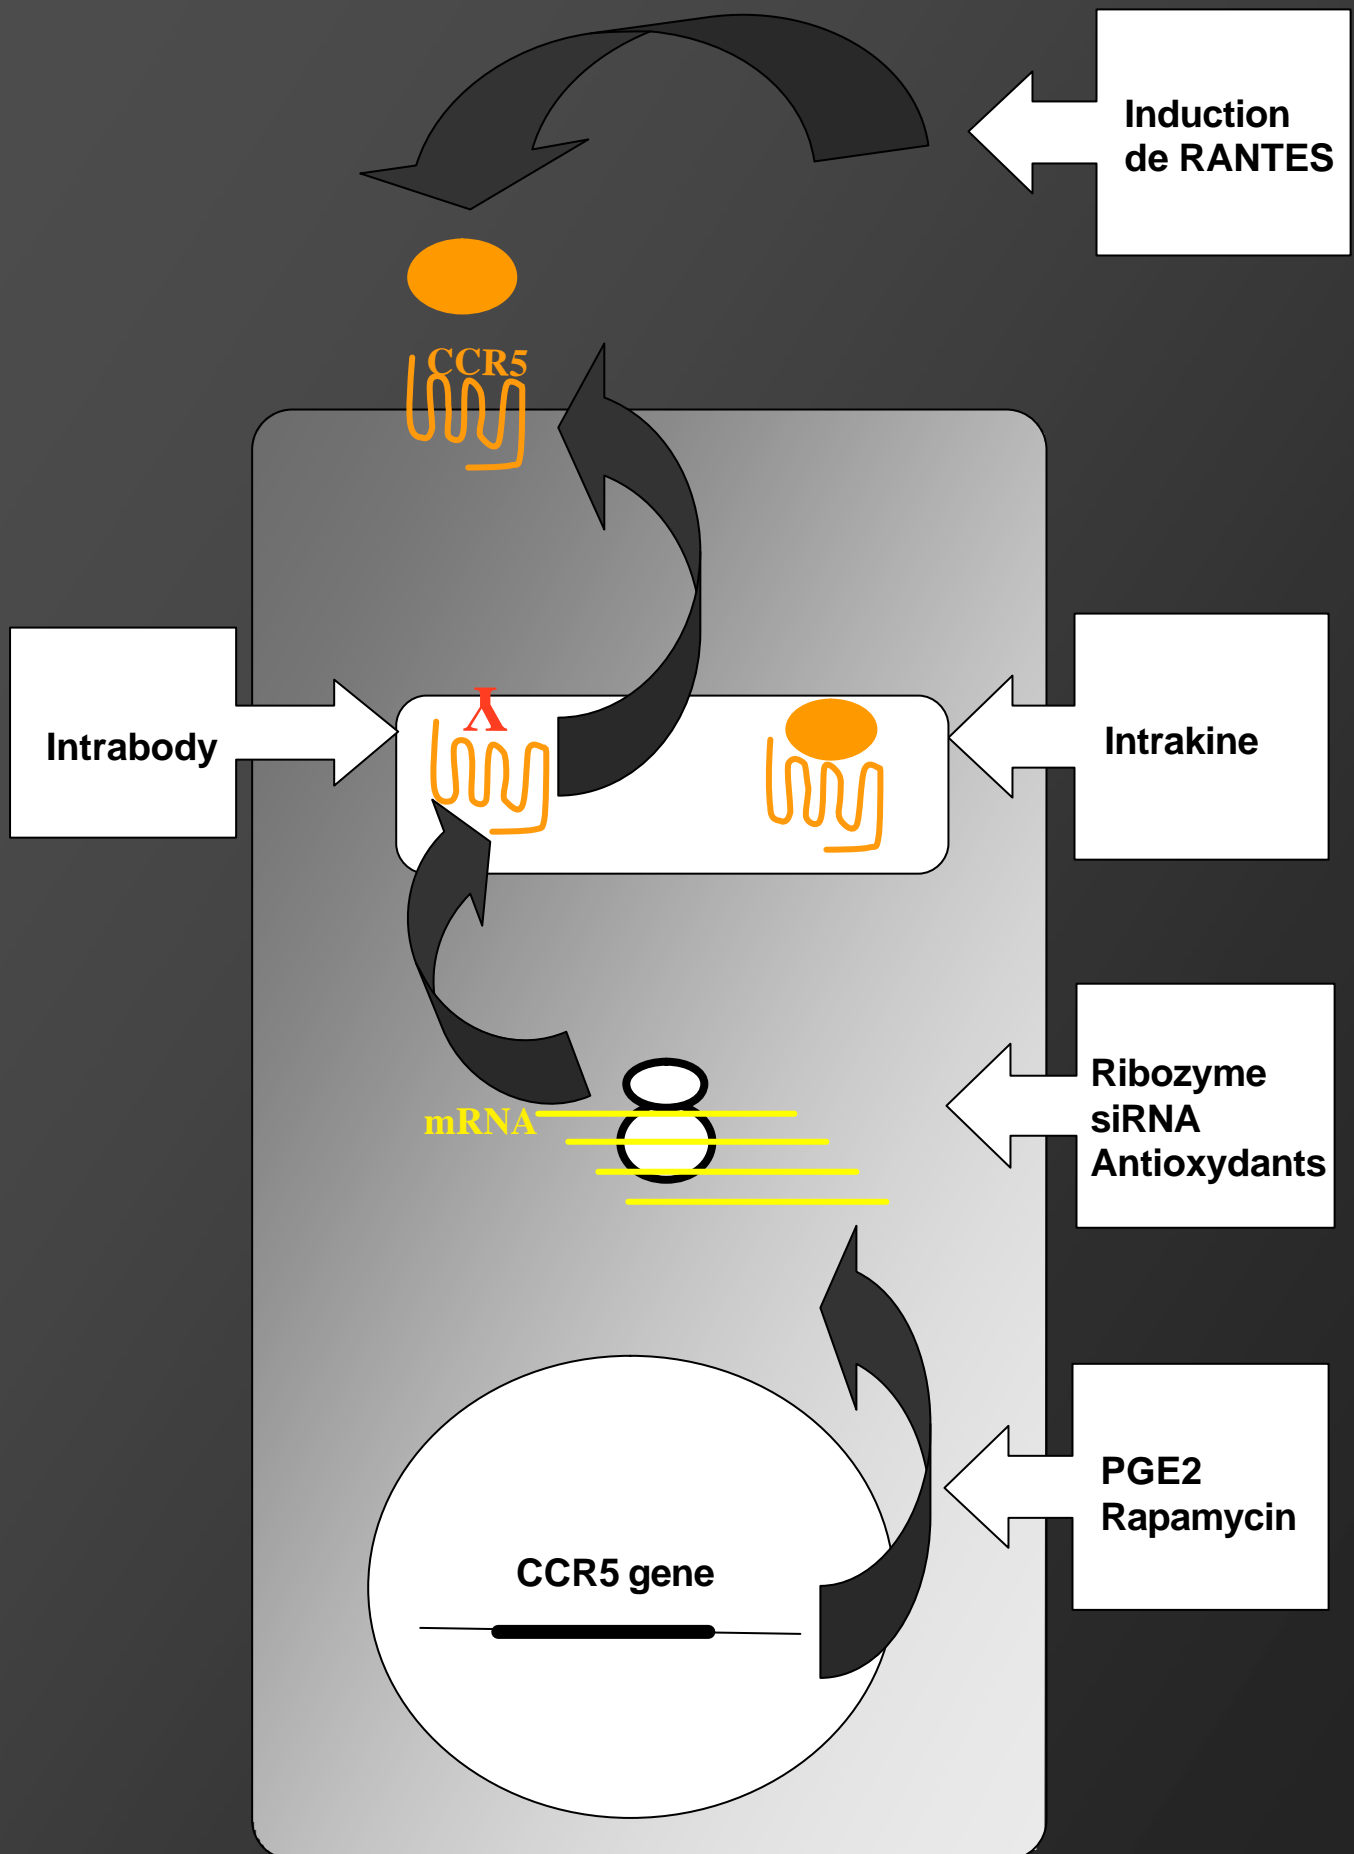 Induction
de RANTES
CCR5
Intrabody
Intrakine
mRNA
Ribozyme
siRNA
Antioxydants
PGE2
Rapamycin
CCR5 gene